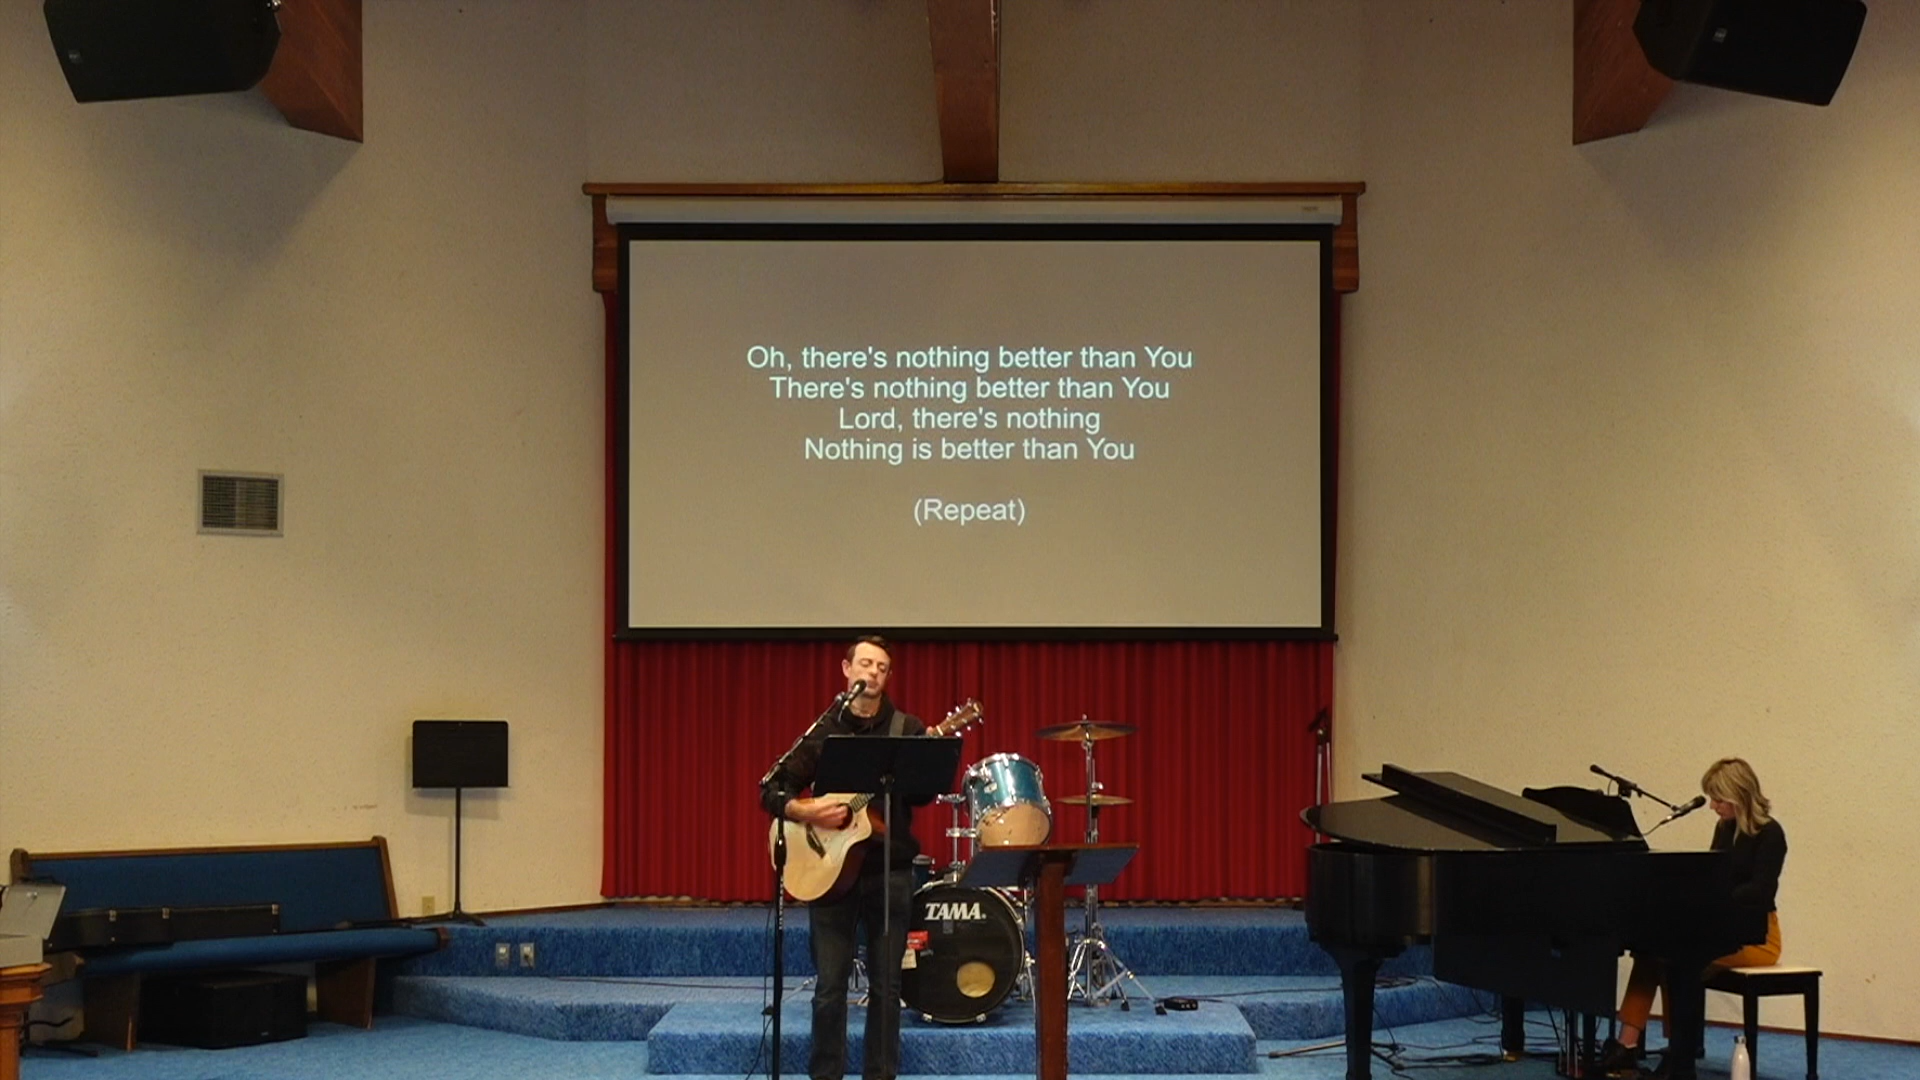 Oh, there's nothing better than You
There's nothing better than You
Lord, there's nothing
Nothing is better than You
(Repeat)
TAMA.